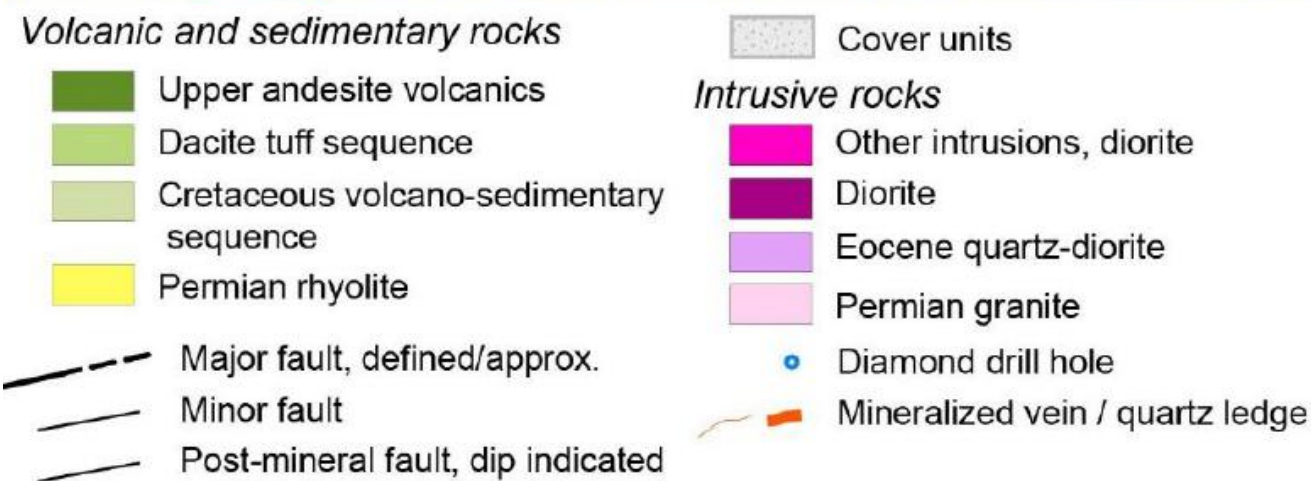 Volcanic and sedimentary rocks
Upper andesite volcanics
Dacite tuff sequence
Cretaceous volcano-sedimentary
sequence
Permian rhyolite
Major fault, defined/approx.
Minor fault
Post-mineral fault, dip indicated
Cover units
Intrusive rocks
Other intrusions, diorite
Diorite
Eocene quartz-diorite
Permian granite
Diamond drill hole
Mineralized vein / quartz ledge